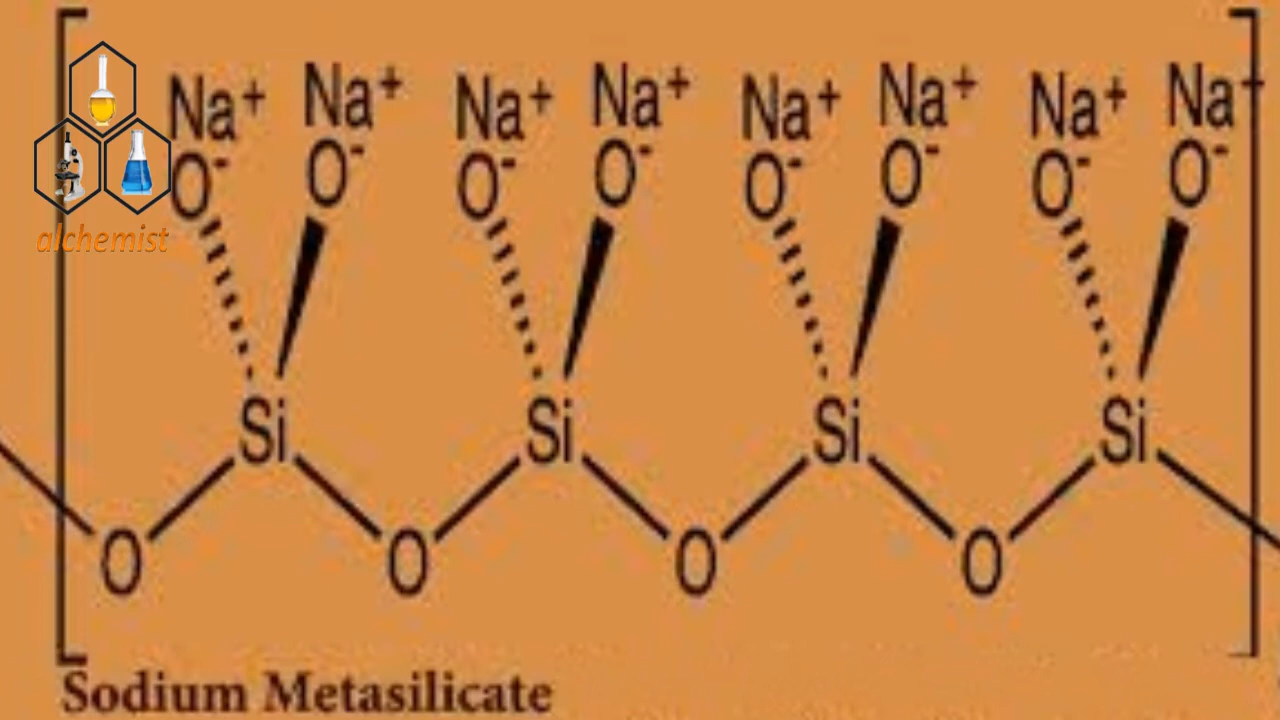 alchemist
Na⁺ Na⁺ Na⁺ Na⁺ Na⁺ Na⁺ Na⁺ Na⁺
O⁻ O⁻ O⁻ O⁻ O⁻ O⁻ O⁻ O⁻
Si Si Si Si
O O O O
Sodium Metasilicate